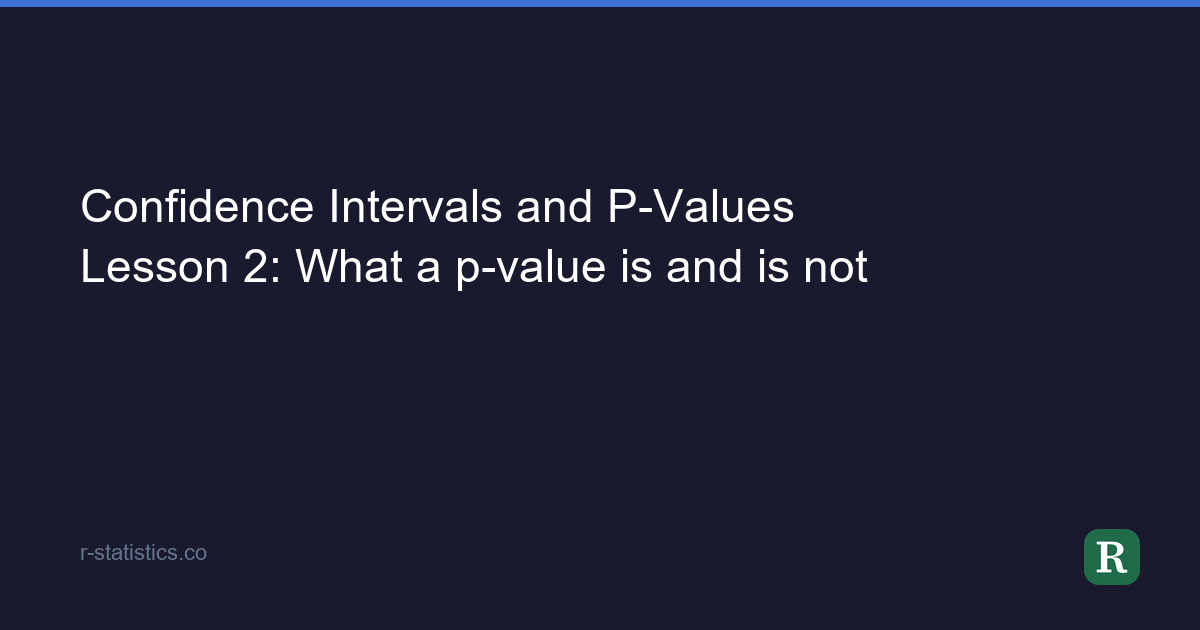 Confidence Intervals and P-Values
Lesson 2: What a p-value is and is not
r-statistics.co
R